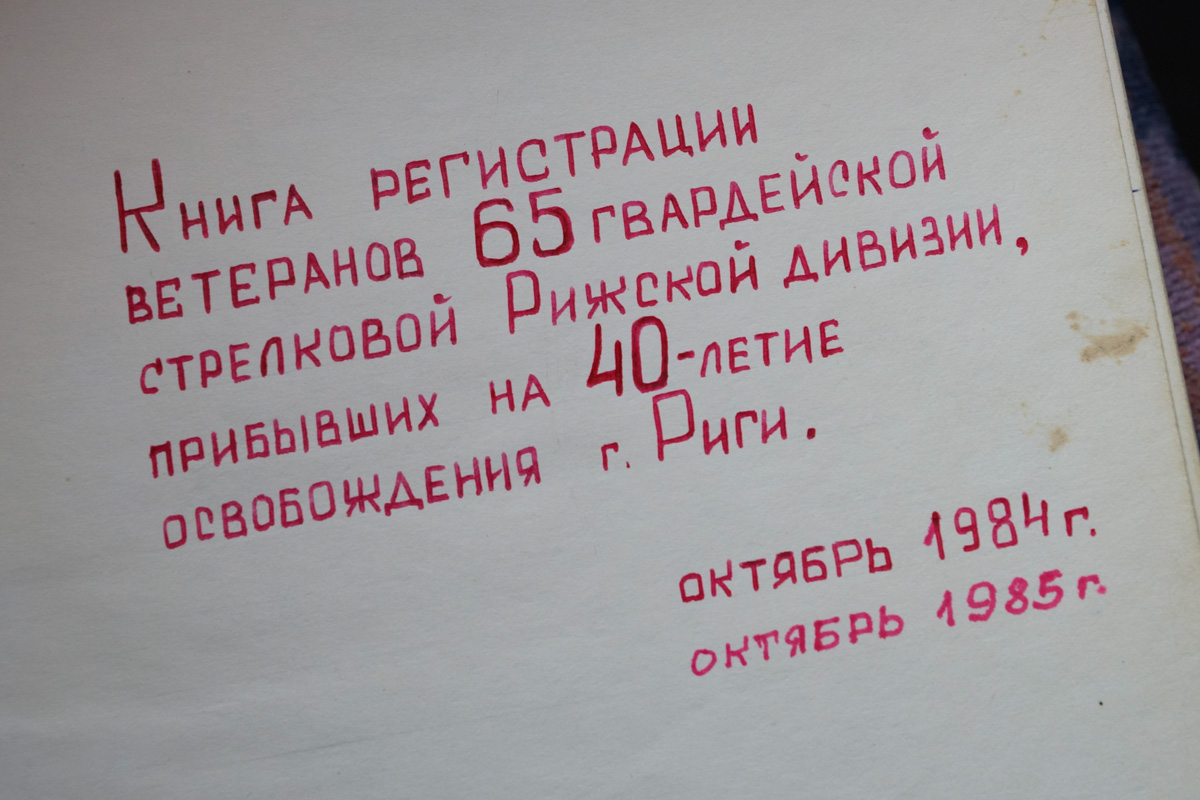 Книга регистрации
ветеранов 65 гвардейской
стрелковой Рижской дивизии,
прибывших на 40-летие
освобождения г. Риги.
октябрь 1984 г.
октябрь 1985 г.